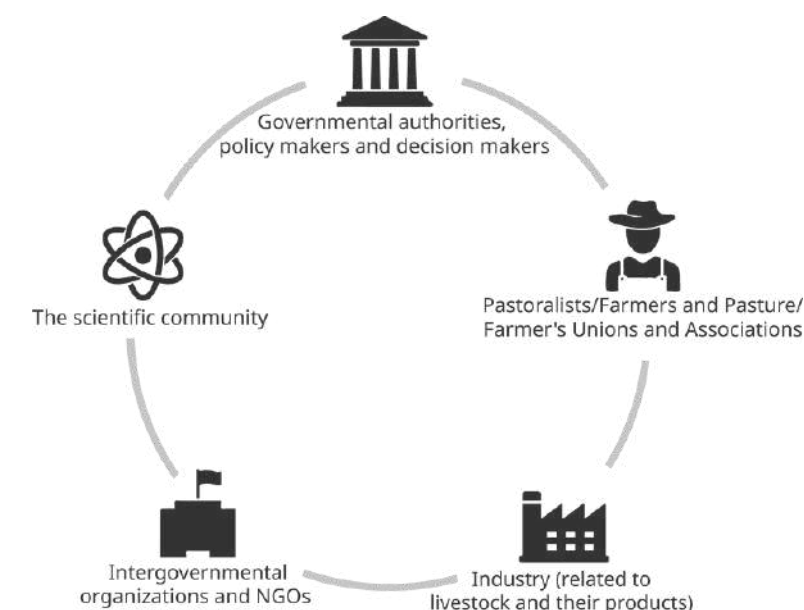 Governmental authorities,
policy makers and decision makers
The scientific community
Pastoralists/Farmers and Pasture/
Farmer's Unions and Associations
Intergovernmental
organizations and NGOs
Industry (related to
livestock and their products)